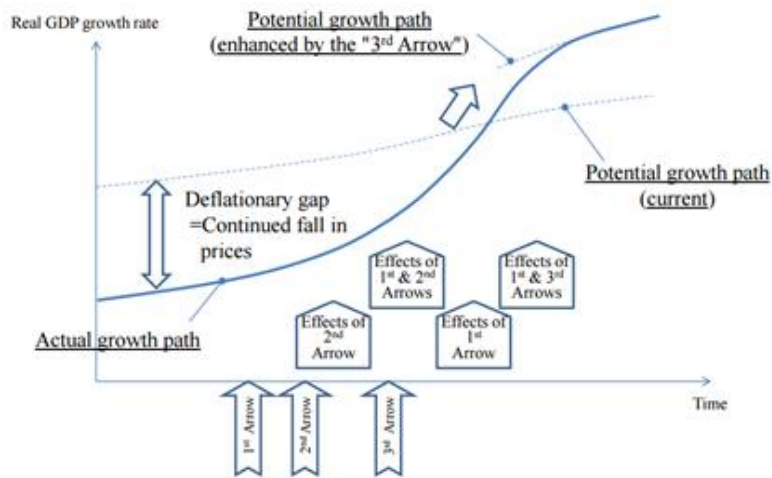 Real GDP growth rate
Potential growth path
(enhanced by the "3rd Arrow")
Deflationary gap
=Continued fall in
prices
Potential growth path
(current)
Actual growth path
Effects of
1st & 2nd
Arrows
Effects of
1st & 3rd
Arrows
Effects of
2nd
Arrow
Effects of
1st
Arrow
1st Arrow
2nd Arrow
3rd Arrow
Time